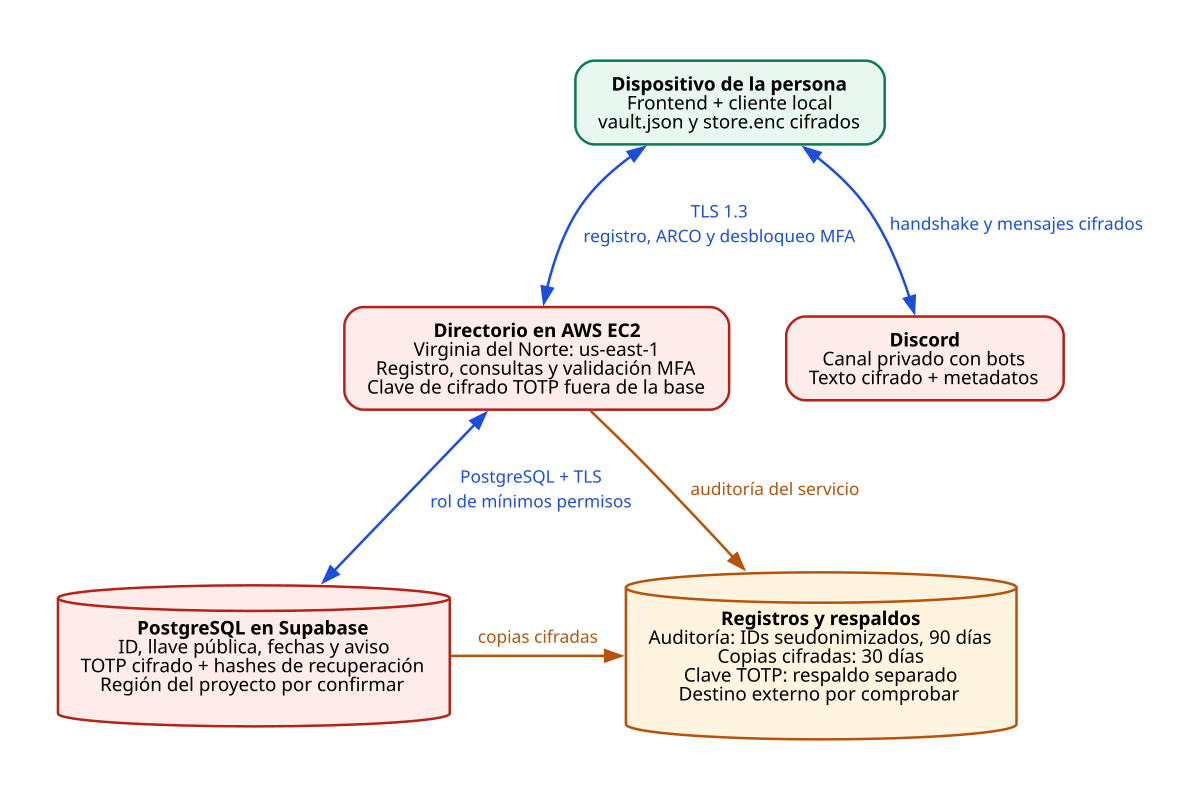 Dispositivo de la persona
Frontend + cliente local
vault.json y store.enc cifrados
TLS 1.3
registro, ARCO y desbloqueo MFA
handshake y mensajes cifrados
Directorio en AWS EC2
Virginia del Norte: us-east-1
Registro, consultas y validación MFA
Clave de cifrado TOTP fuera de la base
Discord
Canal privado con bots
Texto cifrado + metadatos
PostgreSQL + TLS
rol de mínimos permisos
auditoría del servicio
PostgreSQL en Supabase
ID, llave pública, fechas y aviso
TOTP cifrado + hashes de recuperación
Región del proyecto por confirmar
copias cifradas
Registros y respaldos
Auditoría: IDs seudonimizados, 90 días
Copias cifradas: 30 días
Clave TOTP: respaldo separado
Destino externo por comprobar